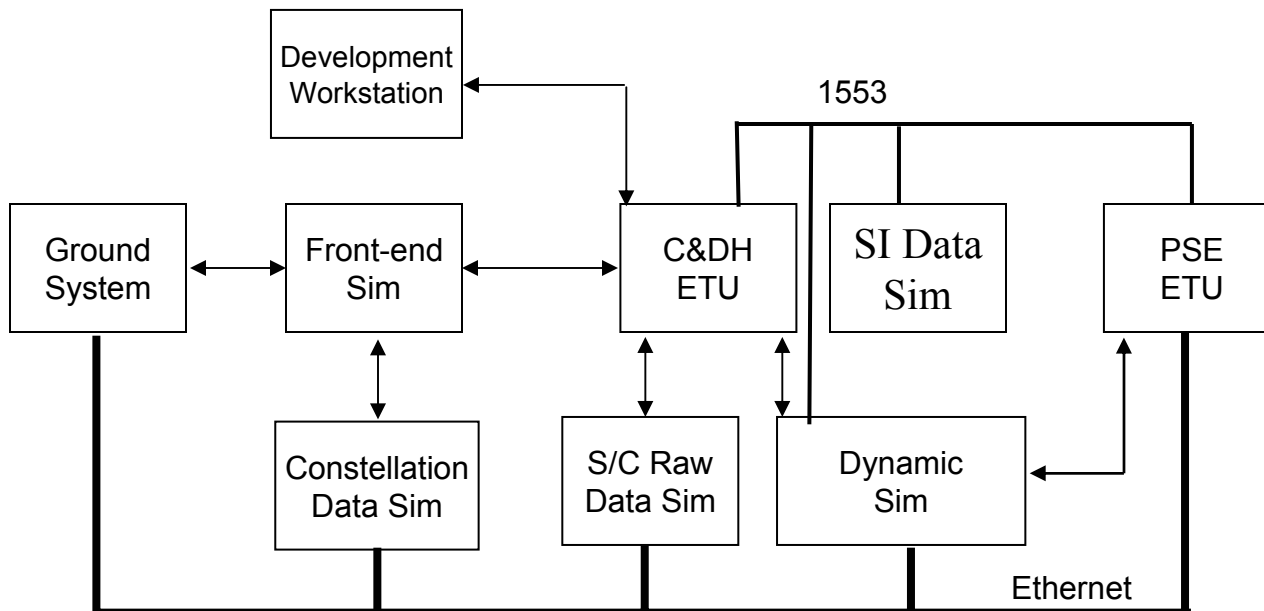 Development
Workstation
1553
Ground
System
Front-end
Sim
C&DH
ETU
SI Data
Sim
PSE
ETU
Constellation
Data Sim
S/C Raw
Data Sim
Dynamic
Sim
Ethernet